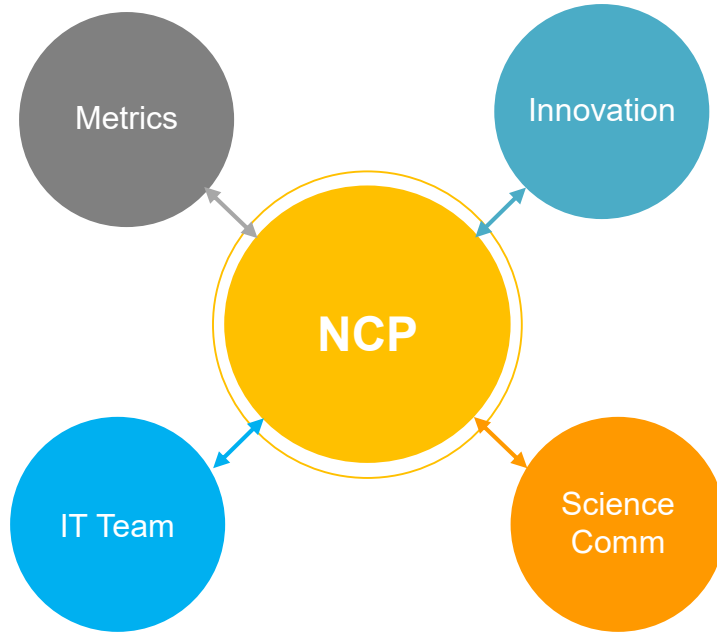 Metrics
Innovation
NCP
IT Team
Science
Comm